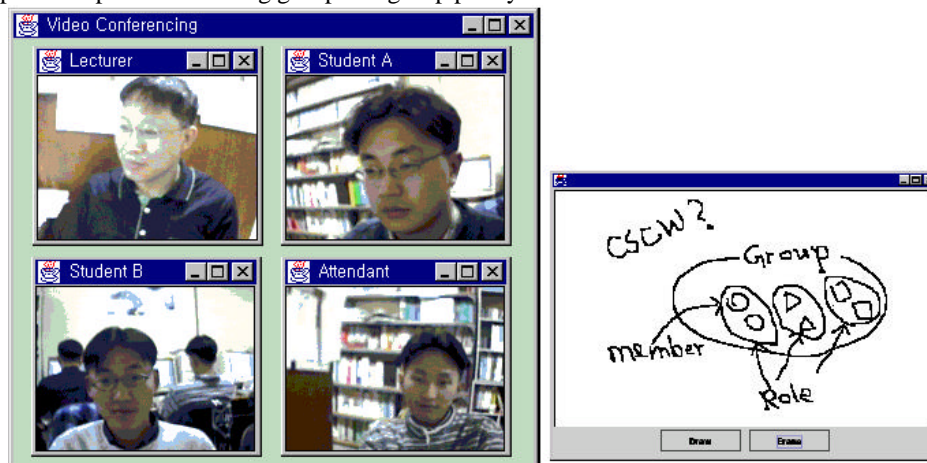 Video Conferencing
Lecturer
Student A
Student B
Attendant
CSCW?
Group
member
Role
Draw
Erase